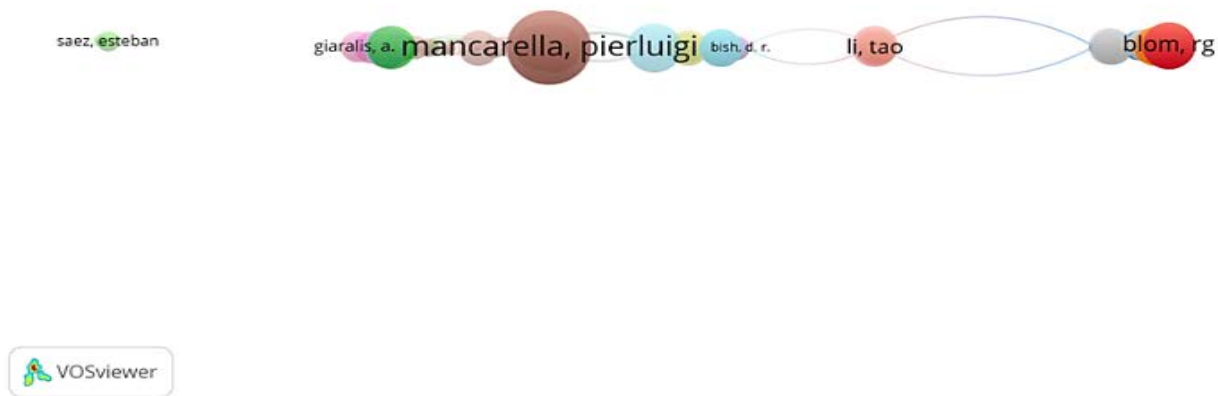 saez, esteban
giaralis, a.
mancarella, pierluigi
bish, d. r.
li, tao
blom, rg
VOSviewer